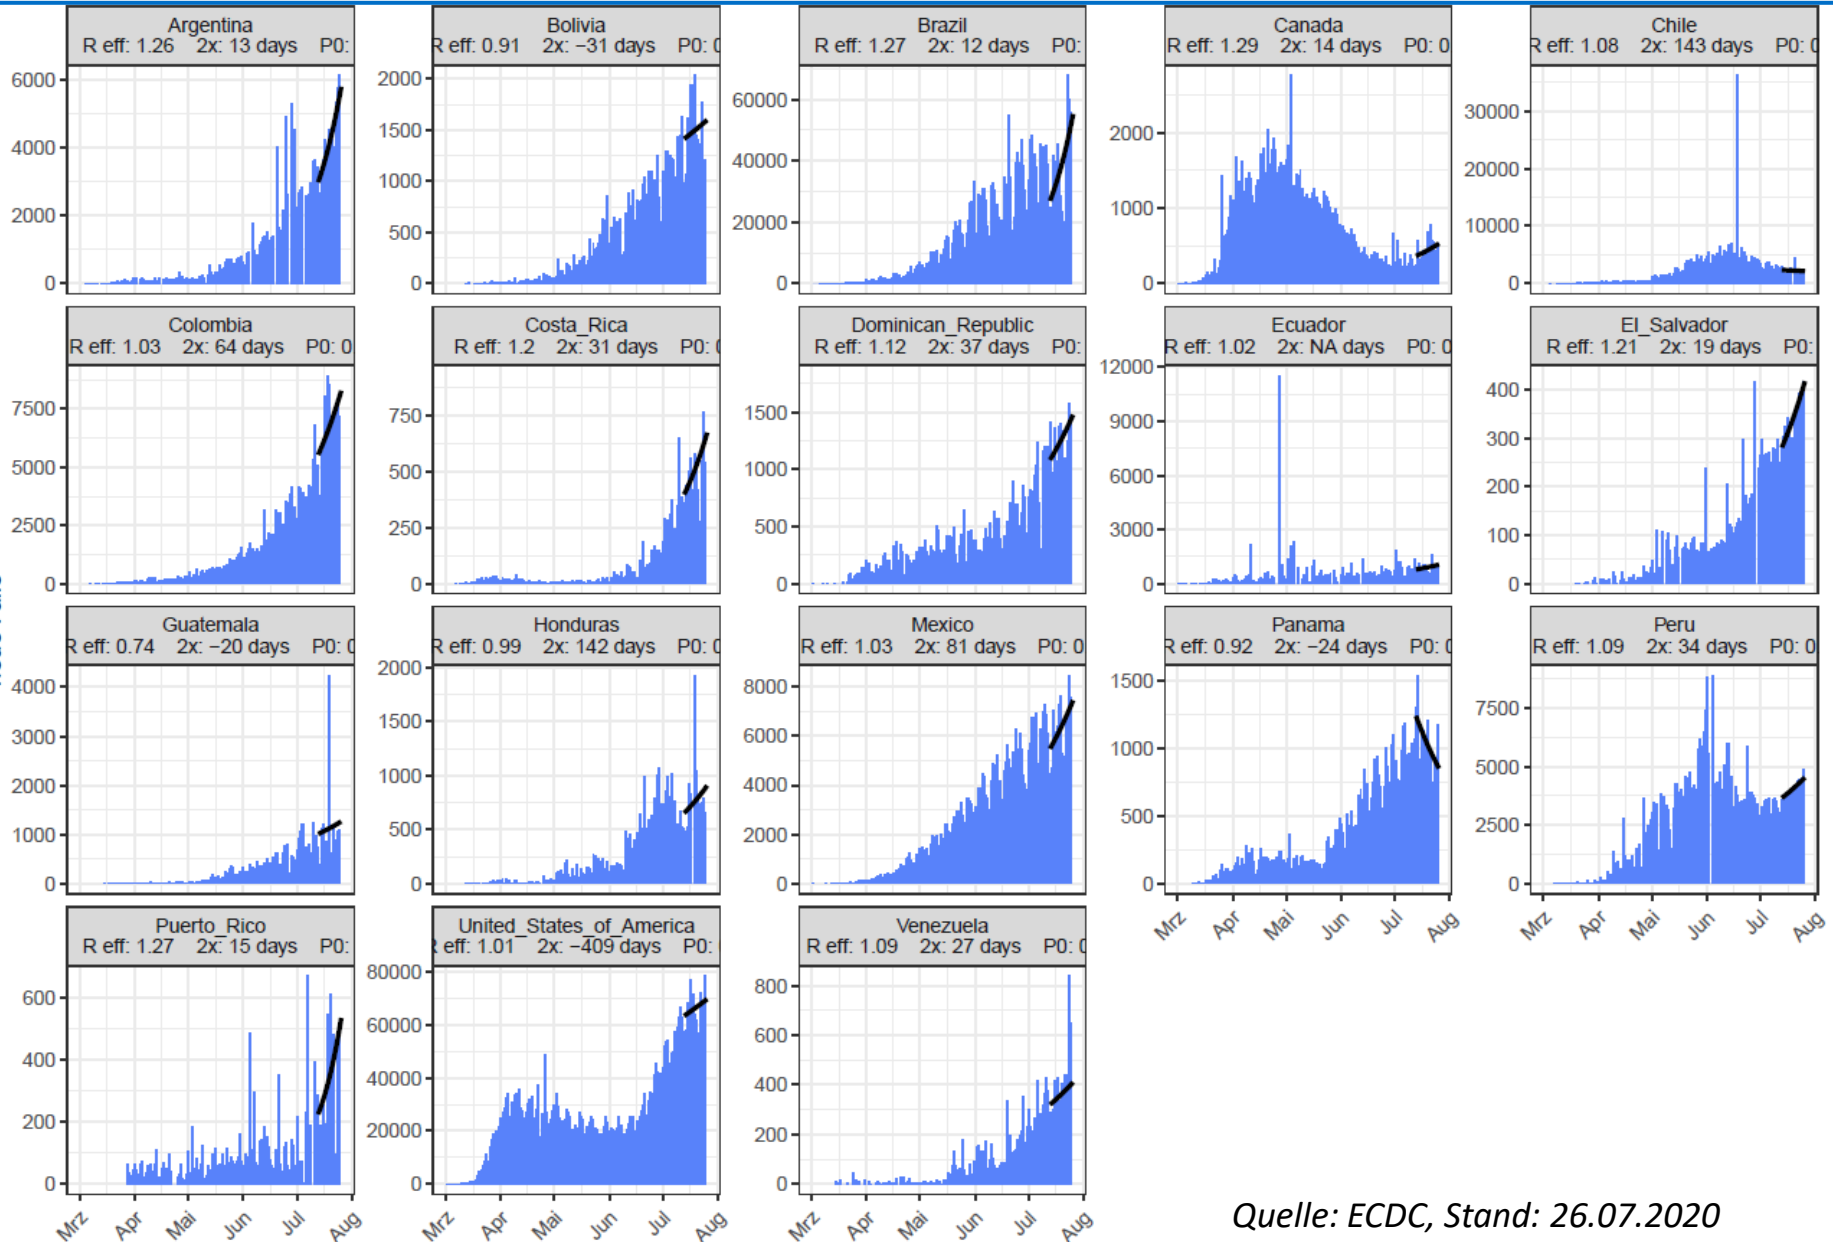 Argentina
R eff: 1.26 2x: 13 days P0:
Bolivia
R eff: 0.91 2x: −31 days P0: 0
Brazil
R eff: 1.27 2x: 12 days P0:
Canada
R eff: 1.29 2x: 14 days P0: 0
Chile
R eff: 1.08 2x: 143 days P0: 0
6000
4000
2000
0
2000
1500
1000
500
0
60000
40000
20000
0
2000
1000
0
30000
20000
10000
0
Colombia
R eff: 1.03 2x: 64 days P0: 0
Costa_Rica
R eff: 1.2 2x: 31 days P0: 0
Dominican_Republic
R eff: 1.12 2x: 37 days P0:
Ecuador
R eff: 1.02 2x: NA days P0: 0
El_Salvador
R eff: 1.21 2x: 19 days P0:
7500
5000
2500
0
750
500
250
0
1500
1000
500
0
12000
9000
6000
3000
0
400
300
200
100
0
Guatemala
R eff: 0.74 2x: −20 days P0: 0
Honduras
R eff: 0.99 2x: 142 days P0: 0
Mexico
R eff: 1.03 2x: 81 days P0: 0
Panama
R eff: 0.92 2x: −24 days P0: 0
Peru
R eff: 1.09 2x: 34 days P0: 0
4000
3000
2000
1000
0
2000
1500
1000
500
0
8000
6000
4000
2000
0
1500
1000
500
0
7500
5000
2500
0
Mrz Apr Mai Jun Jul Aug
Mrz Apr Mai Jun Jul Aug
Puerto_Rico
R eff: 1.27 2x: 15 days P0:
United_States_of_America
R eff: 1.01 2x: −409 days P0:
Venezuela
R eff: 1.09 2x: 27 days P0: 0
600
400
200
0
80000
60000
40000
20000
0
800
600
400
200
0
Mrz Apr Mai Jun Jul Aug
Mrz Apr Mai Jun Jul Aug
Mrz Apr Mai Jun Jul Aug
Quelle: ECDC, Stand: 26.07.2020